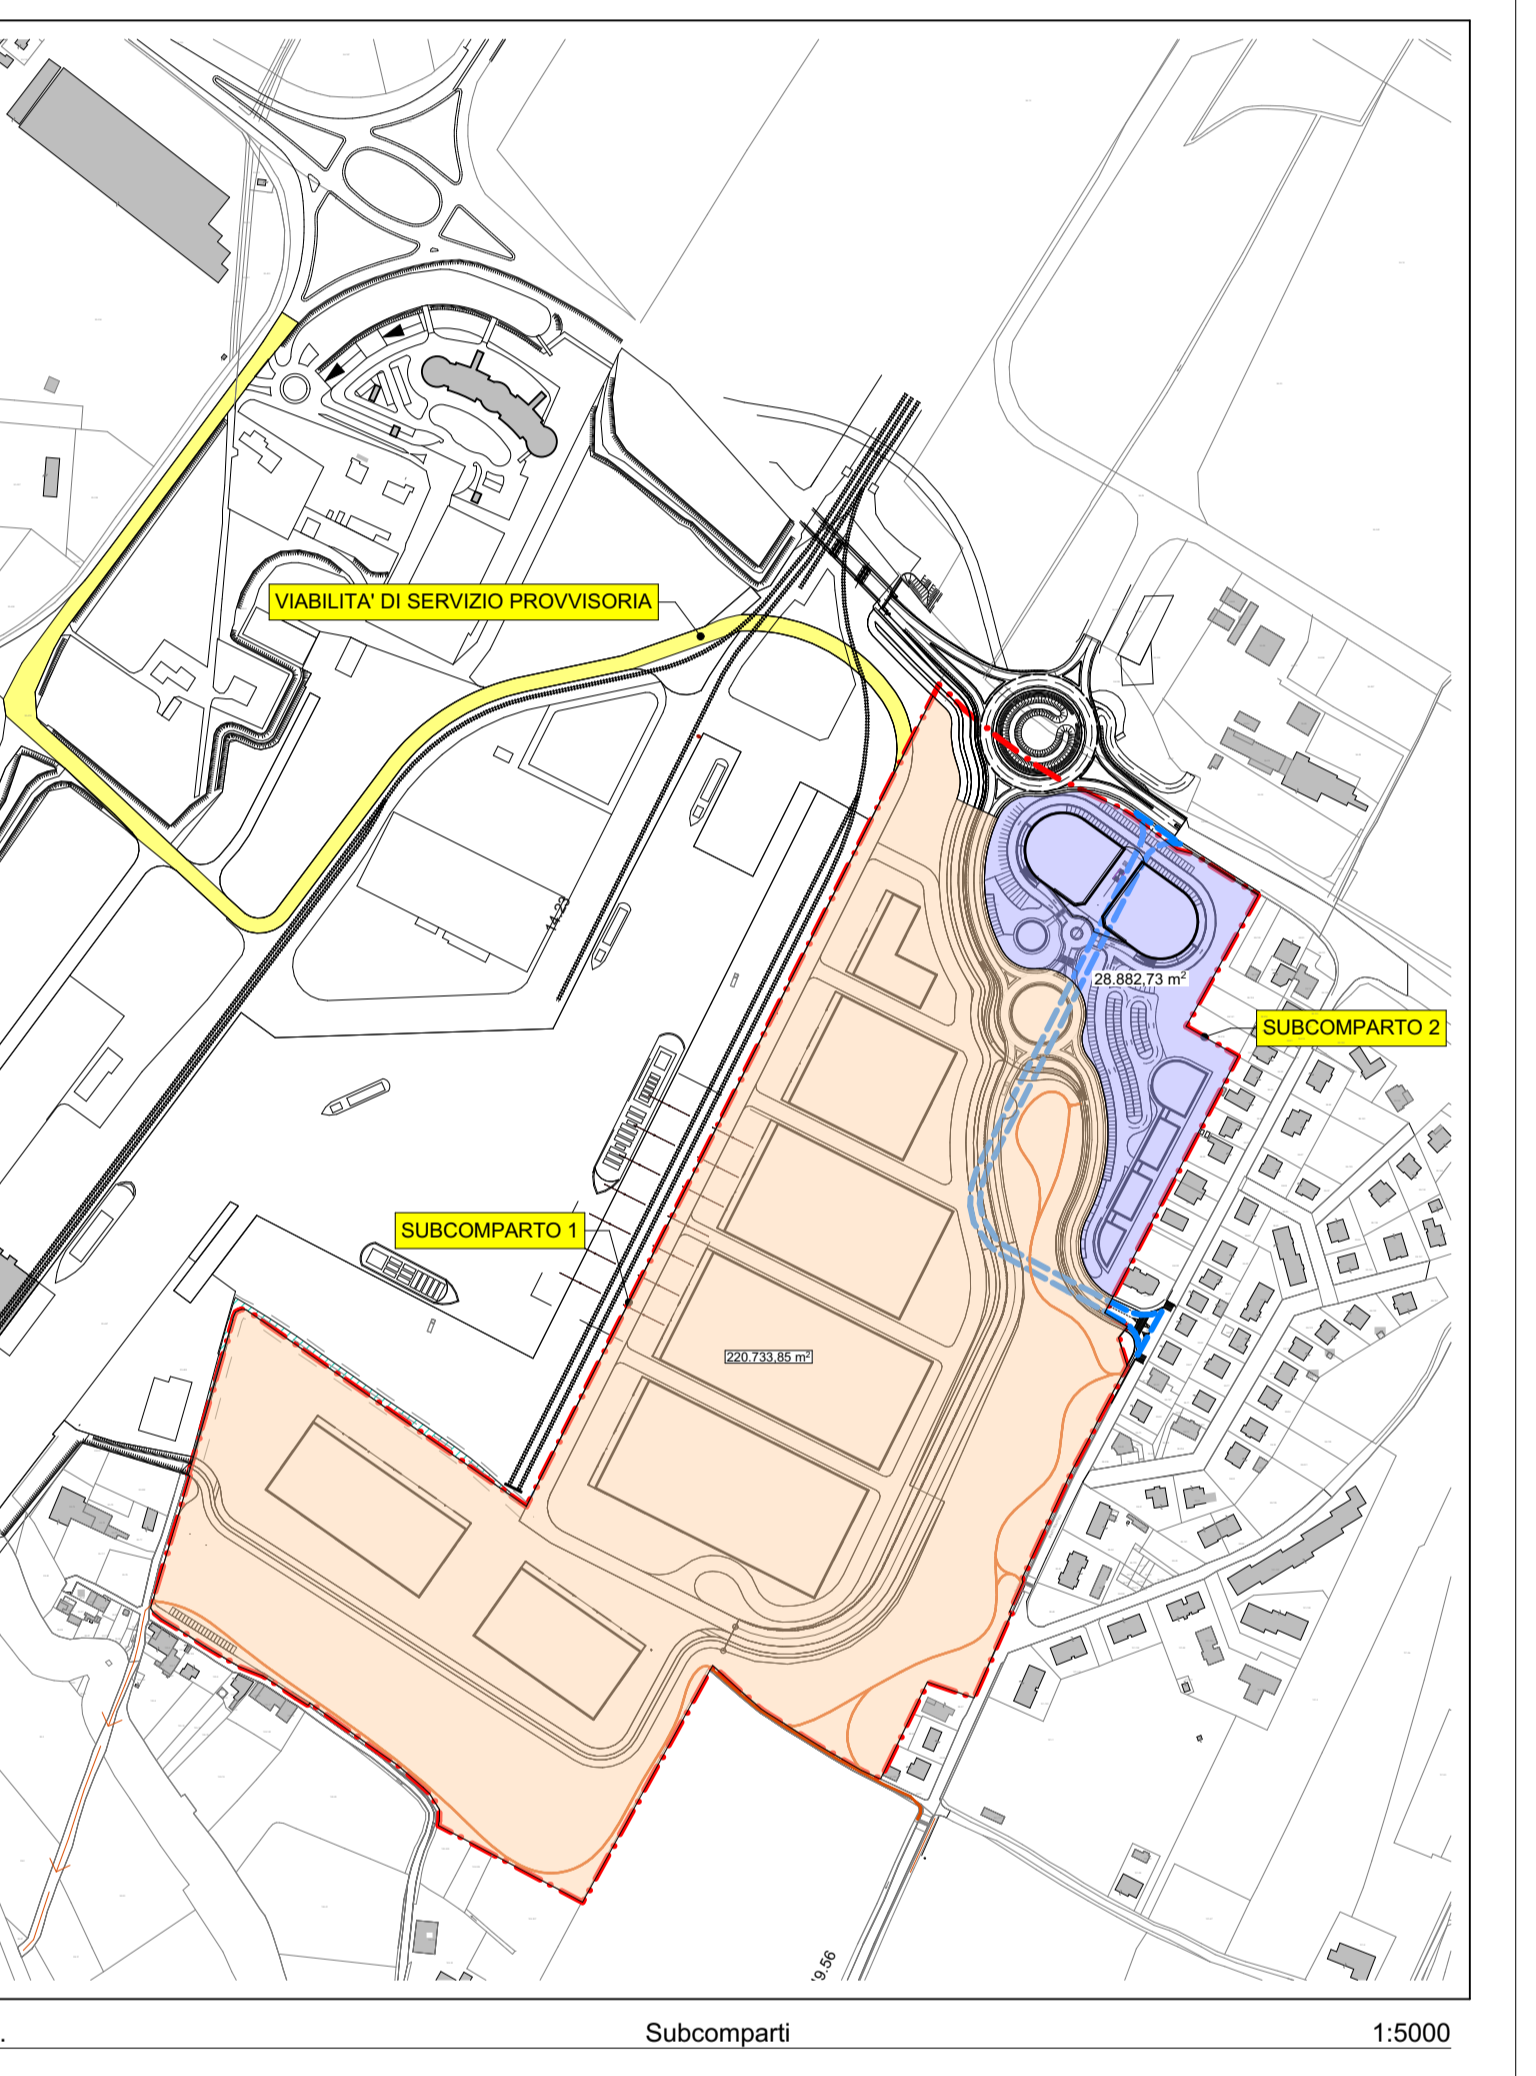 VIABILITA' DI SERVIZIO PROVVISORIA
14.23
28.882,73 m²
SUBCOMPARTO 2
SUBCOMPARTO 1
220.733,85 m²
9.56
Subcomparti
1:5000